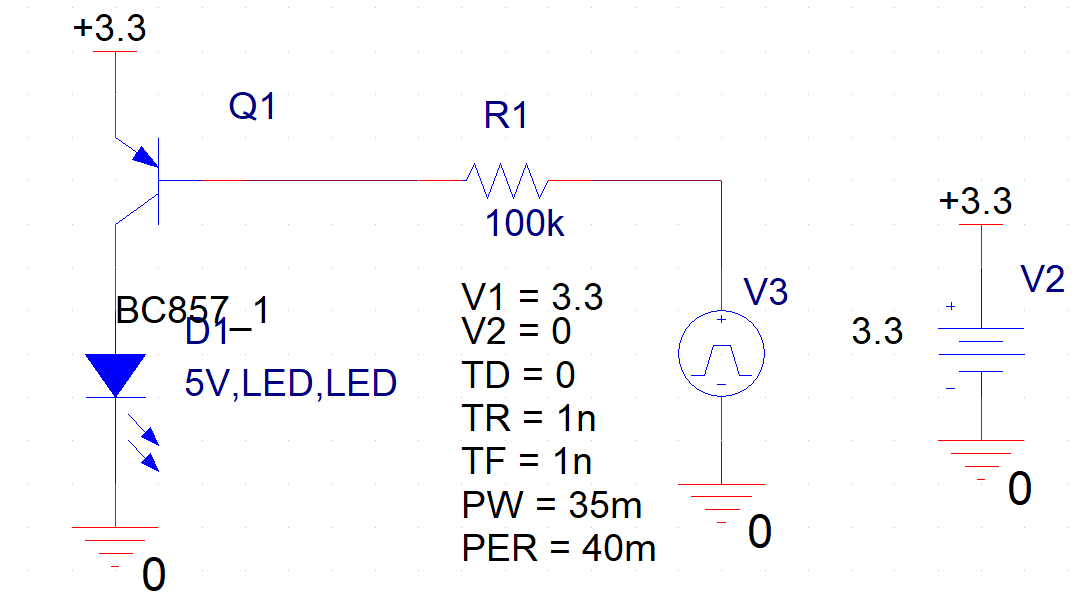 +3.3
Q1
R1
100k
+3.3
V2
3.3
V3
BC857_1
D1
5V,LED,LED
V1 = 3.3
V2 = 0
TD = 0
TR = 1n
TF = 1n
PW = 35m
PER = 40m
0
0
0